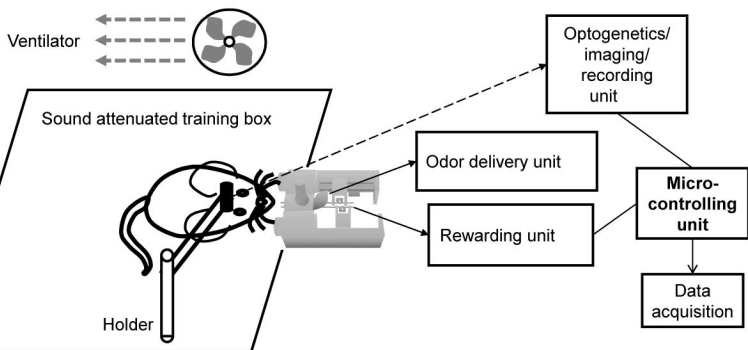 Ventilator
Sound attenuated training box
Holder
Optogenetics/
imaging/
recording
unit
Odor delivery unit
Rewarding unit
Micro-
controlling
unit
Data
acquisition